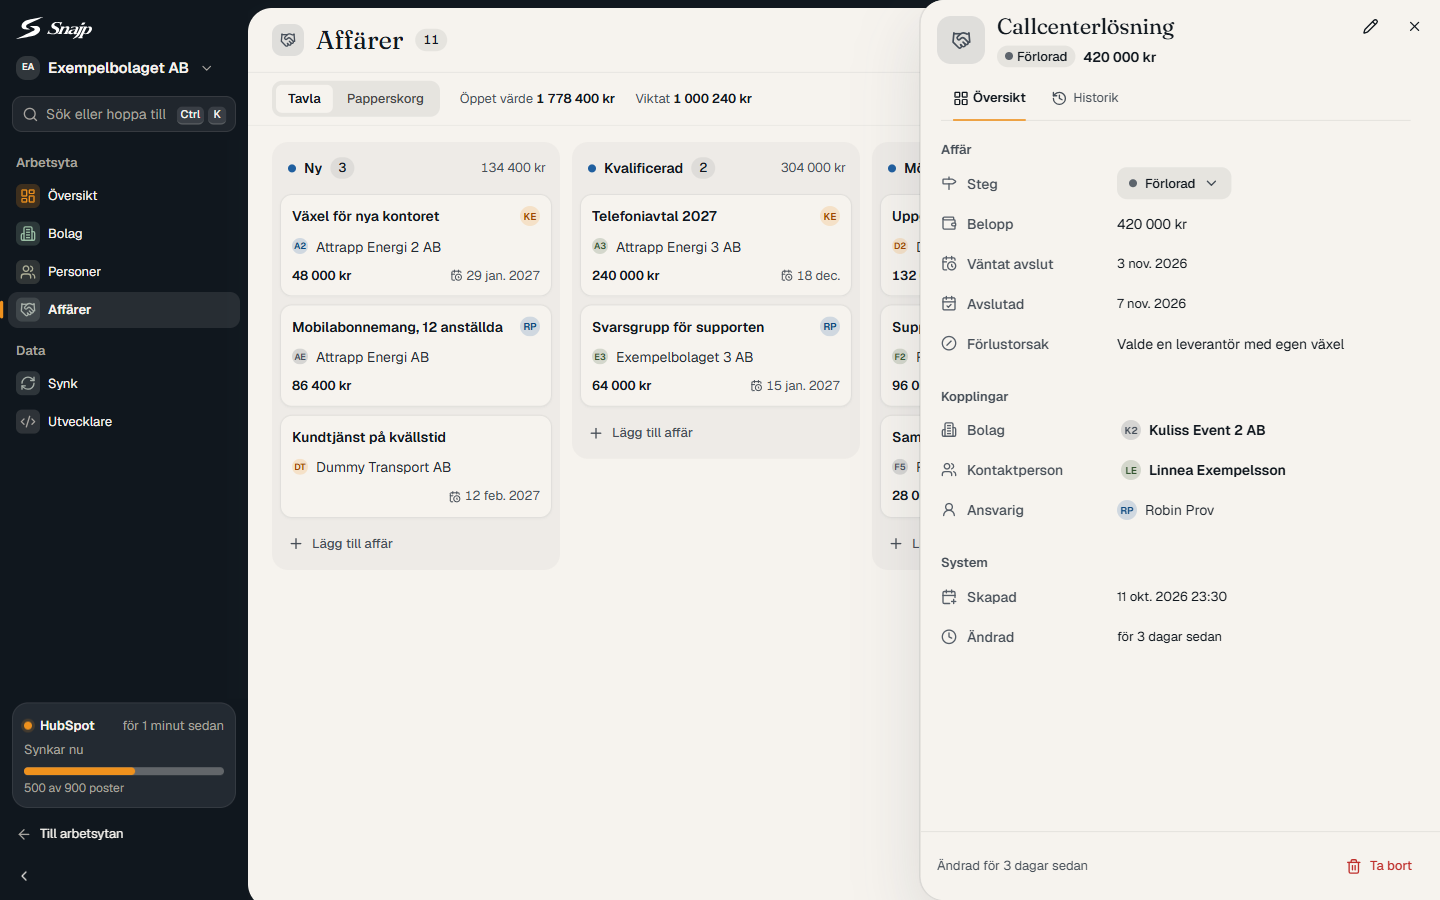 Snajp
EA Exempelbolaget AB
Sök eller hoppa till Ctrl K
Arbetsyta
Översikt
Bolag
Personer
Affärer
Data
Synk
Utvecklare
HubSpot för 1 minut sedan
Synkar nu
500 av 900 poster
Till arbetsytan
Affärer 11
Tavla Papperskorg Öppet värde 1 778 400 kr Viktat 1 000 240 kr
Ny 3 134 400 kr
Växel för nya kontoret KE
A2 Attrapp Energi 2 AB
48 000 kr 29 jan. 2027
Mobilabonnemang, 12 anställda RP
AE Attrapp Energi AB
86 400 kr
Kundtjänst på kvällstid
DT Dummy Transport AB
12 feb. 2027
Lägg till affär
Kvalificerad 2 304 000 kr
Telefoniavtal 2027 KE
A3 Attrapp Energi 3 AB
240 000 kr 18 dec.
Svarsgrupp för supporten RP
E3 Exempelbolaget 3 AB
64 000 kr 15 jan. 2027
Lägg till affär
D2
132
F2
F5
Callcenterlösning
Förlorad 420 000 kr
Översikt Historik
Affär
Steg Förlorad
Belopp 420 000 kr
Väntat avslut 3 nov. 2026
Avslutad 7 nov. 2026
Förlustorsak Valde en leverantör med egen växel
Kopplingar
Bolag K2 Kuliss Event 2 AB
Kontaktperson LE Linnea Exempelsson
Ansvarig RP Robin Prov
System
Skapad 11 okt. 2026 23:30
Ändrad för 3 dagar sedan
Ändrad för 3 dagar sedan Ta bort